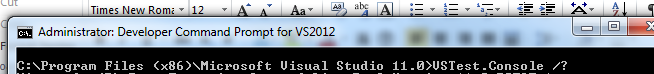 Cut
Times New Roma
12
Administrator: Developer Command Prompt for VS2012
C:\Program Files (x86)\Microsoft Visual Studio 11.0>VSTest.Console /?